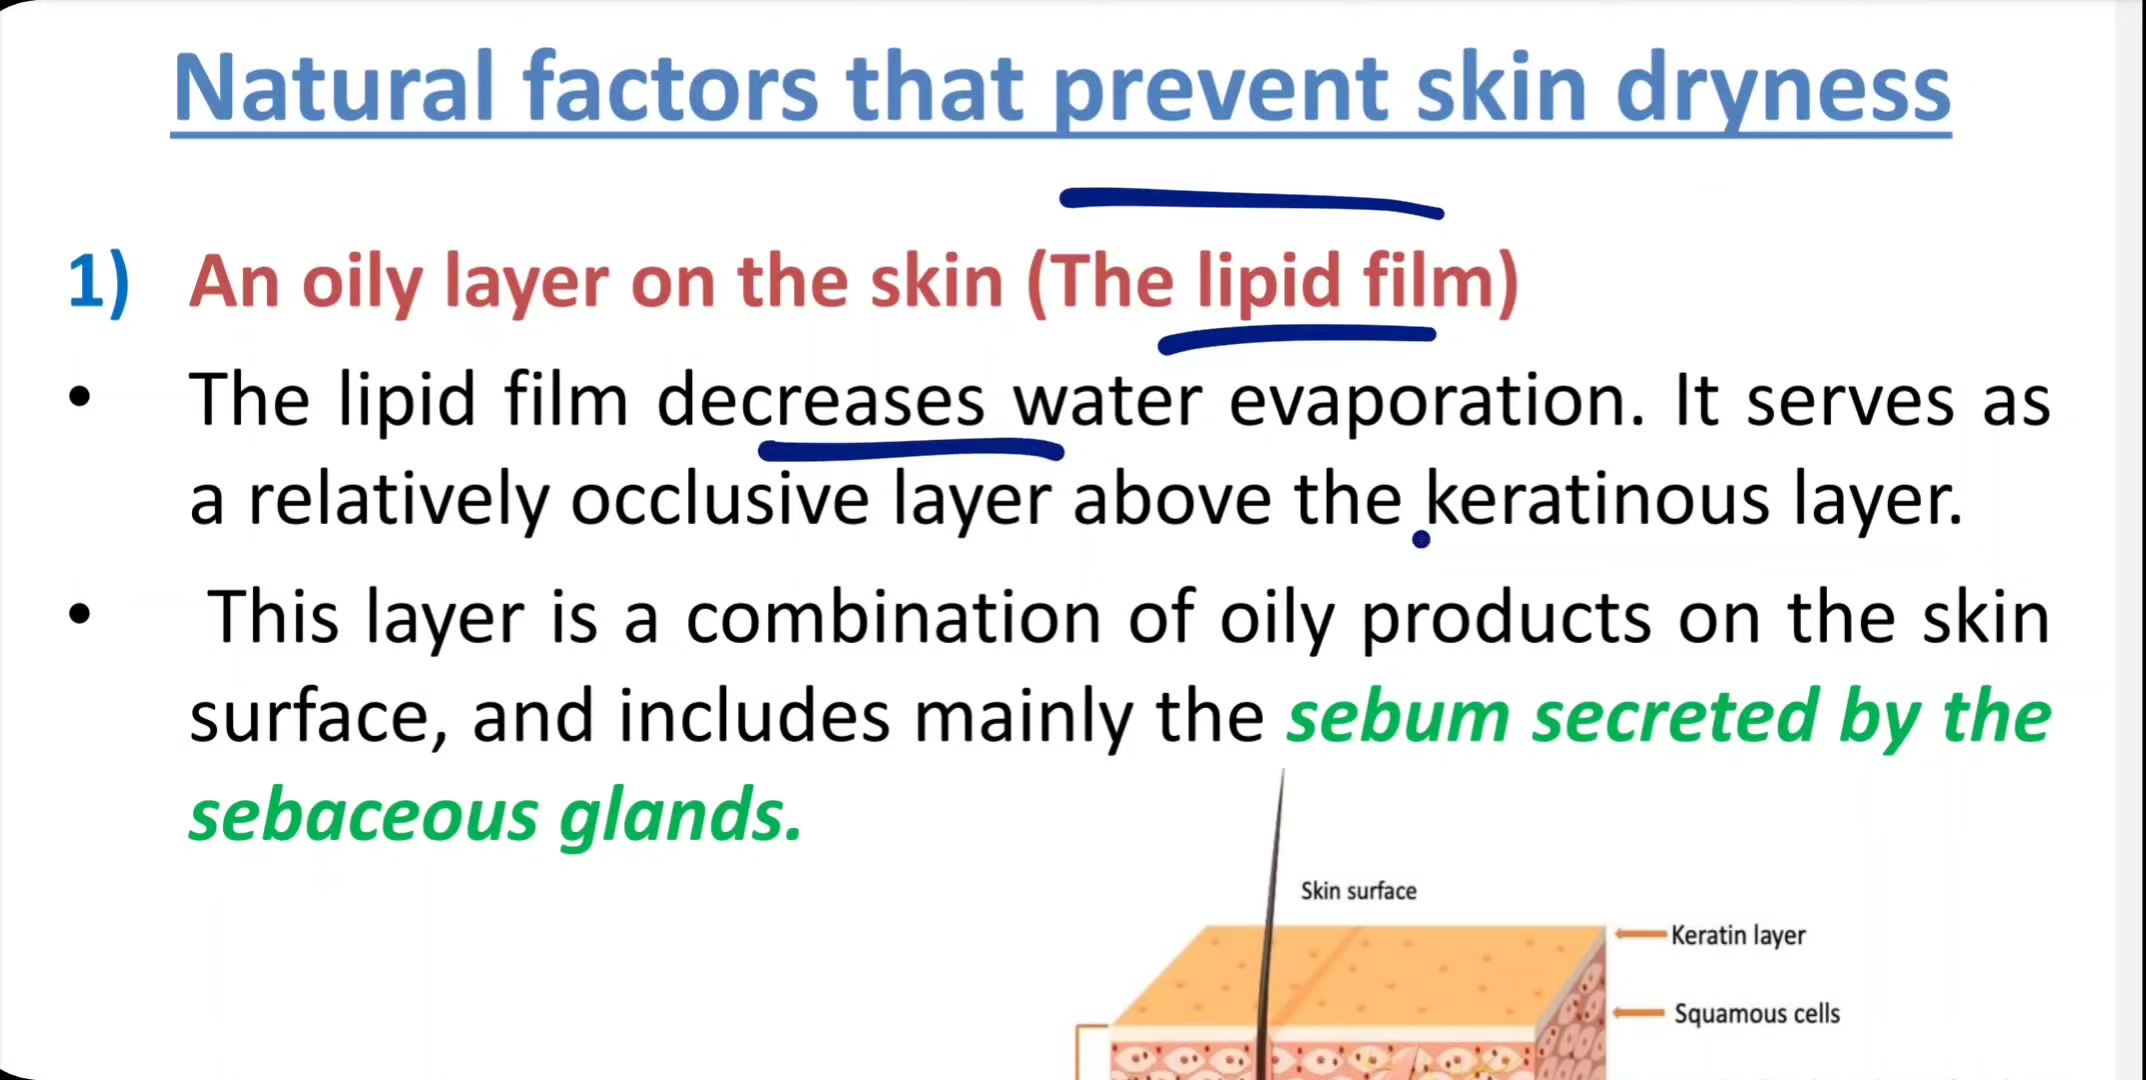 Natural factors that prevent skin dryness
1) An oily layer on the skin (The lipid film)
• The lipid film decreases water evaporation. It serves as
a relatively occlusive layer above the keratinous layer.
• This layer is a combination of oily products on the skin
surface, and includes mainly the sebum secreted by the
sebaceous glands.
Skin surface
Keratin layer
Squamous cells